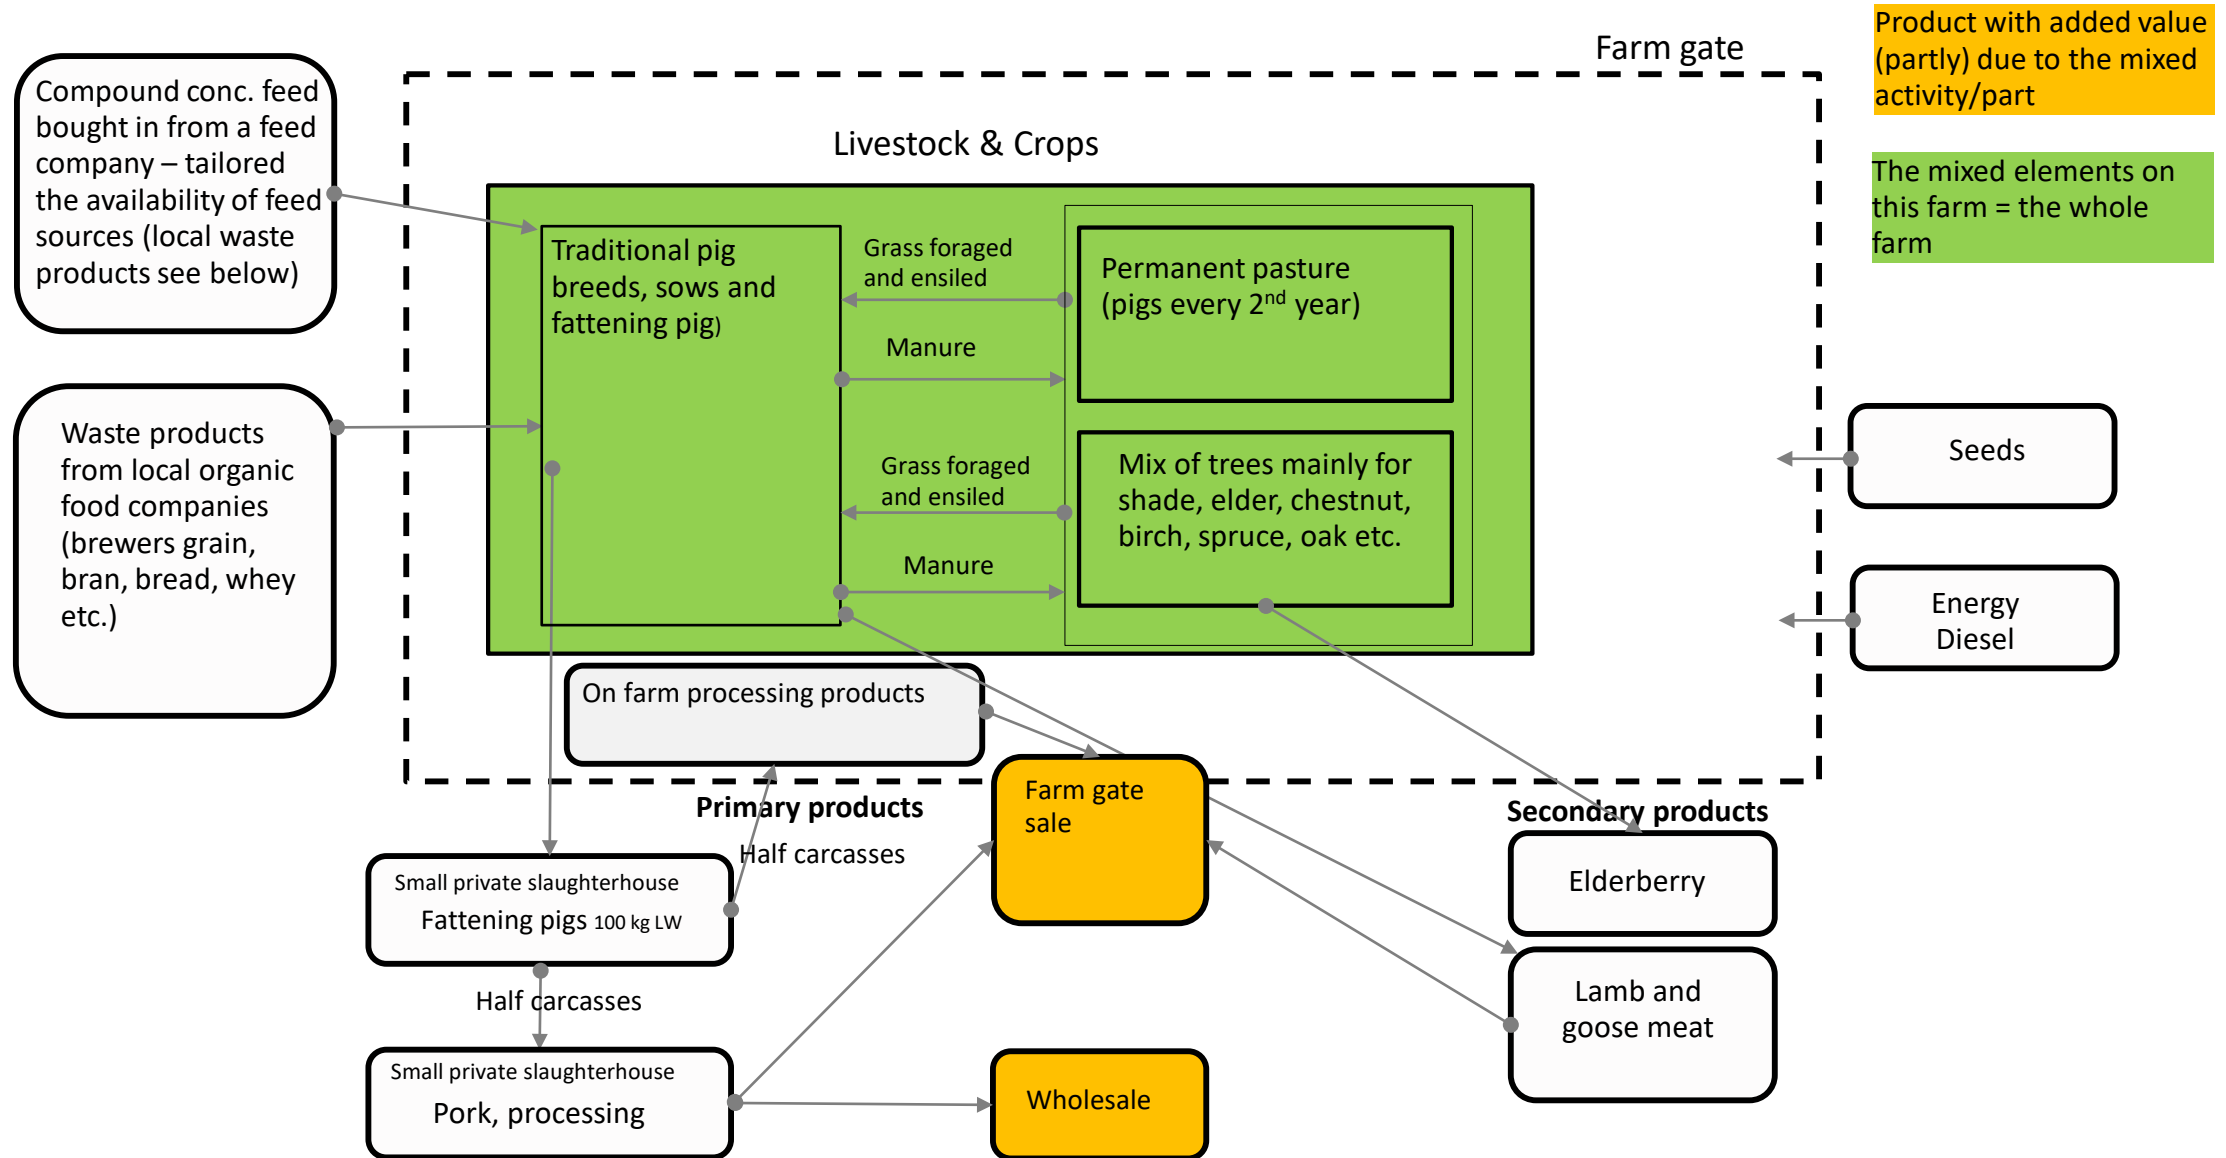 Farm gate
Product with added value
(partly) due to the mixed
activity/part
The mixed elements on
this farm = the whole
farm
Compound conc. feed
bought in from a feed
company – tailored
the availability of feed
sources (local waste
products see below)
Livestock & Crops
Traditional pig
breeds, sows and
fattening pig)
Grass foraged
and ensiled
Manure
Permanent pasture
(pigs every 2nd year)
Waste products
from local organic
food companies
(brewers grain,
bran, bread, whey
etc.)
Grass foraged
and ensiled
Manure
Mix of trees mainly for
shade, elder, chestnut,
birch, spruce, oak etc.
Seeds
Energy
Diesel
On farm processing products
Primary products
Half carcasses
Farm gate
sale
Secondary products
Elderberry
Small private slaughterhouse
Fattening pigs 100 kg LW
Half carcasses
Lamb and
goose meat
Small private slaughterhouse
Pork, processing
Wholesale